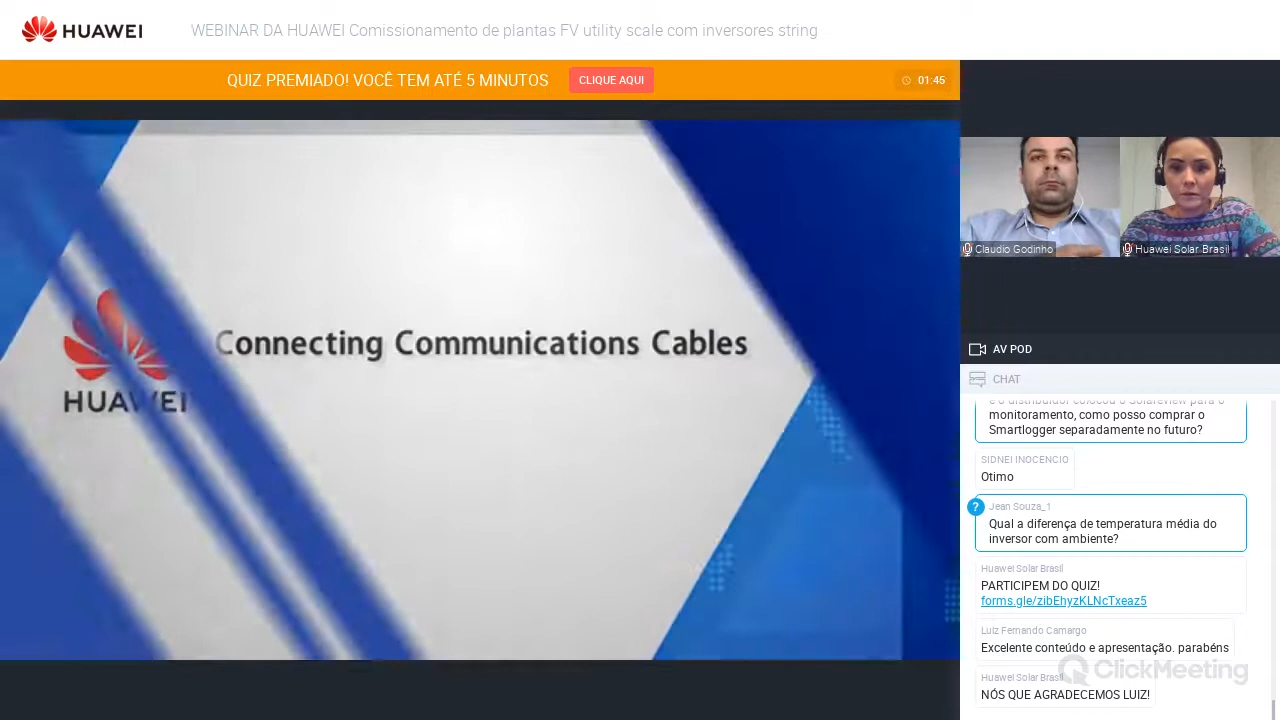 HUAWEI
WEBINAR DA HUAWEI Comissionamento de plantas FV utility scale com inversores string
QUIZ PREMIADO! VOCÊ TEM ATÉ 5 MINUTOS
CLIQUE AQUI
01:45
Connecting Communications Cables
HUAWEI
Claudio Godinho
Huawei Solar Brasil
AV POD
CHAT
e o distribuidor colocou o Solareview para o
monitoramento, como posso comprar o
Smartlogger separadamente no futuro?
SIDNEI INOCENCIO
Otimo
?
Jean Souza_1
Qual a diferença de temperatura média do
inversor com ambiente?
Huawei Solar Brasil
PARTICIPEM DO QUIZ!
forms.gle/zibEhyzKLNcTxeaz5
Luiz Fernando Camargo
Excelente conteúdo e apresentação. parabéns
ClickMeeting
Huawei Solar Brasil
NÓS QUE AGRADECEMOS LUIZ!